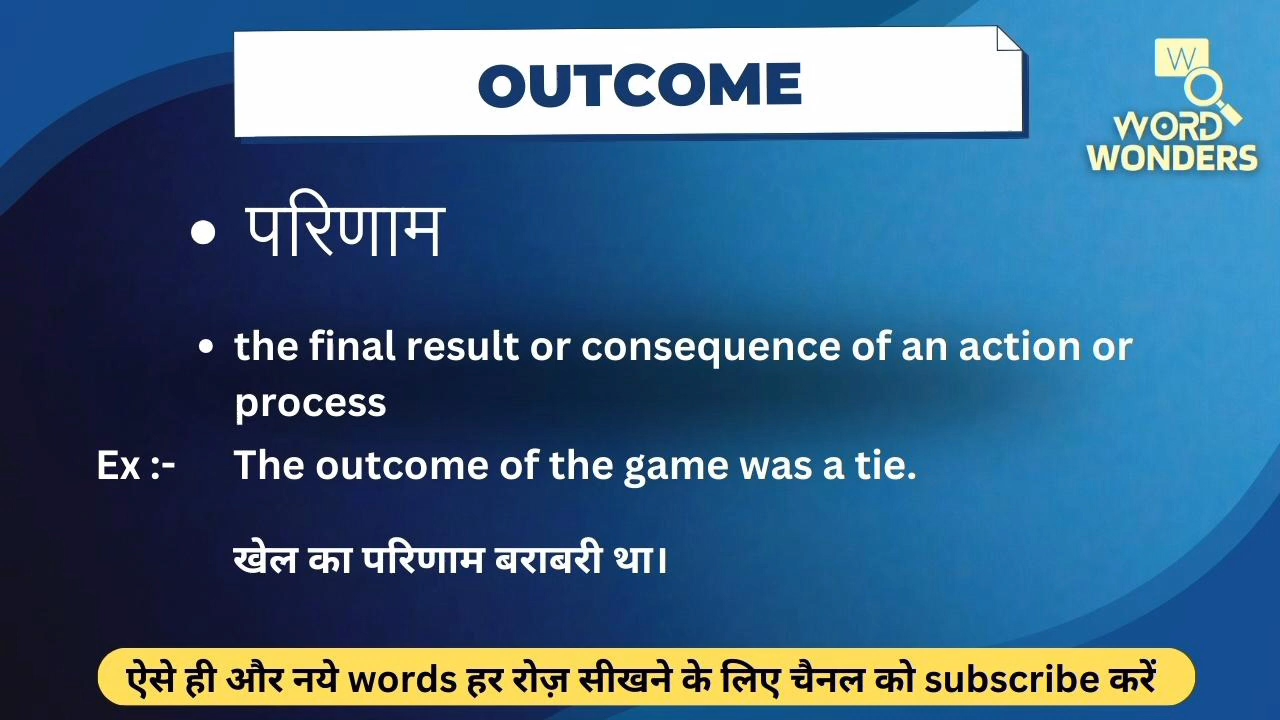 OUTCOME
W
WORD
WONDERS
• परिणाम
• the final result or consequence of an action or
process
Ex :- The outcome of the game was a tie.
खेल का परिणाम बराबरी था।
ऐसे ही और नये words हर रोज़ सीखने के लिए चैनल को subscribe करें